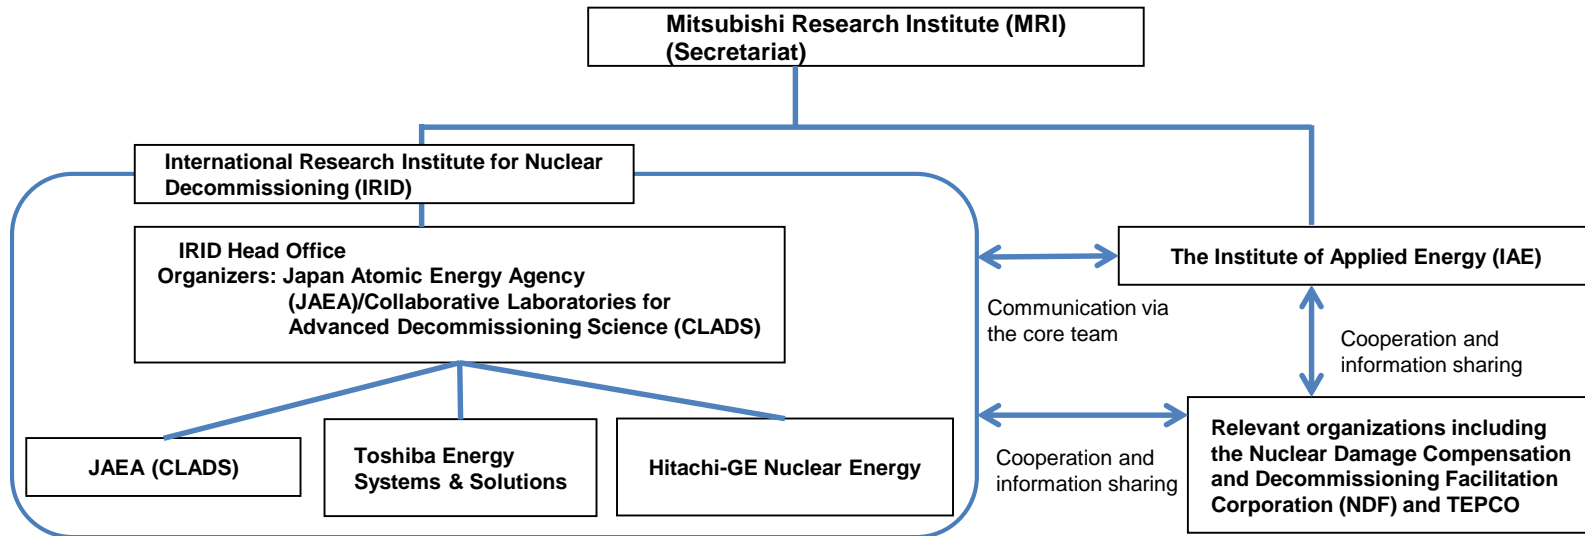 Mitsubishi Research Institute (MRI)
(Secretariat)
International Research Institute for Nuclear
Decommissioning (IRID)
IRID Head Office
Organizers: Japan Atomic Energy Agency
(JAEA)/Collaborative Laboratories for
Advanced Decommissioning Science (CLADS)
The Institute of Applied Energy (IAE)
Communication via
the core team
Cooperation and
information sharing
JAEA (CLADS)
Toshiba Energy
Systems & Solutions
Hitachi-GE Nuclear Energy
Cooperation and
information sharing
Relevant organizations including
the Nuclear Damage Compensation
and Decommissioning Facilitation
Corporation (NDF) and TEPCO